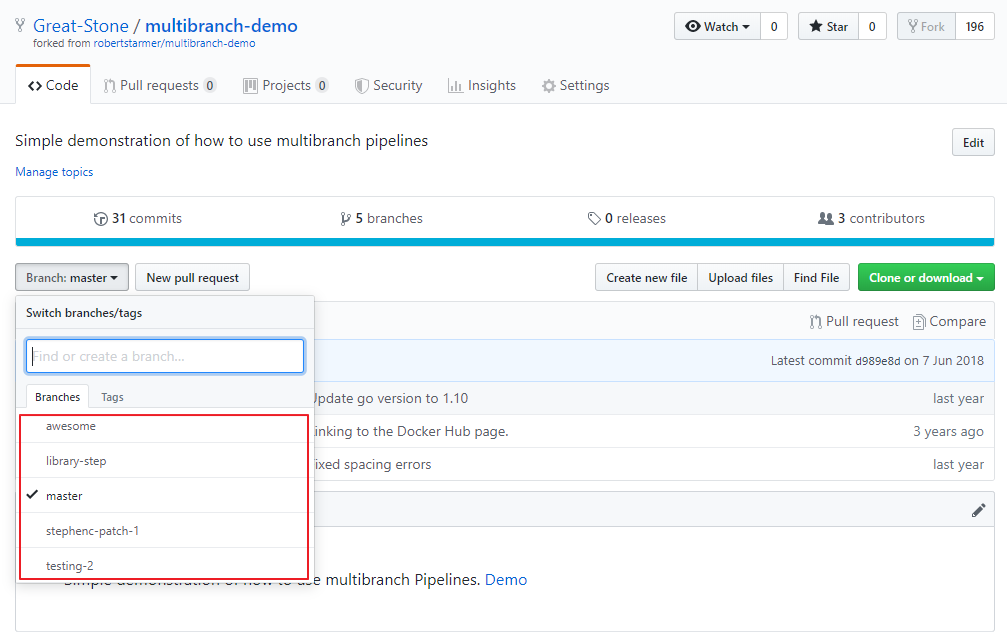 Great-Stone / multibranch-demo
forked from robertstarmer/multibranch-demo
Watch 0 Star 0 Fork 196
Code Pull requests 0 Projects 0 Security Insights Settings
Simple demonstration of how to use multibranch pipelines
Edit
Manage topics
31 commits 5 branches 0 releases 3 contributors
Branch: master New pull request Create new file Upload files Find File Clone or download
Switch branches/tags
Pull request Compare
Find or create a branch...
Latest commit d989e8d on 7 Jun 2018
Branches Tags
Update go version to 1.10 last year
awesome
inking to the Docker Hub page. 3 years ago
library-step
ixed spacing errors last year
master
stephenc-patch-1
testing-2
Simple demonstration of how to use multibranch Pipelines. Demo